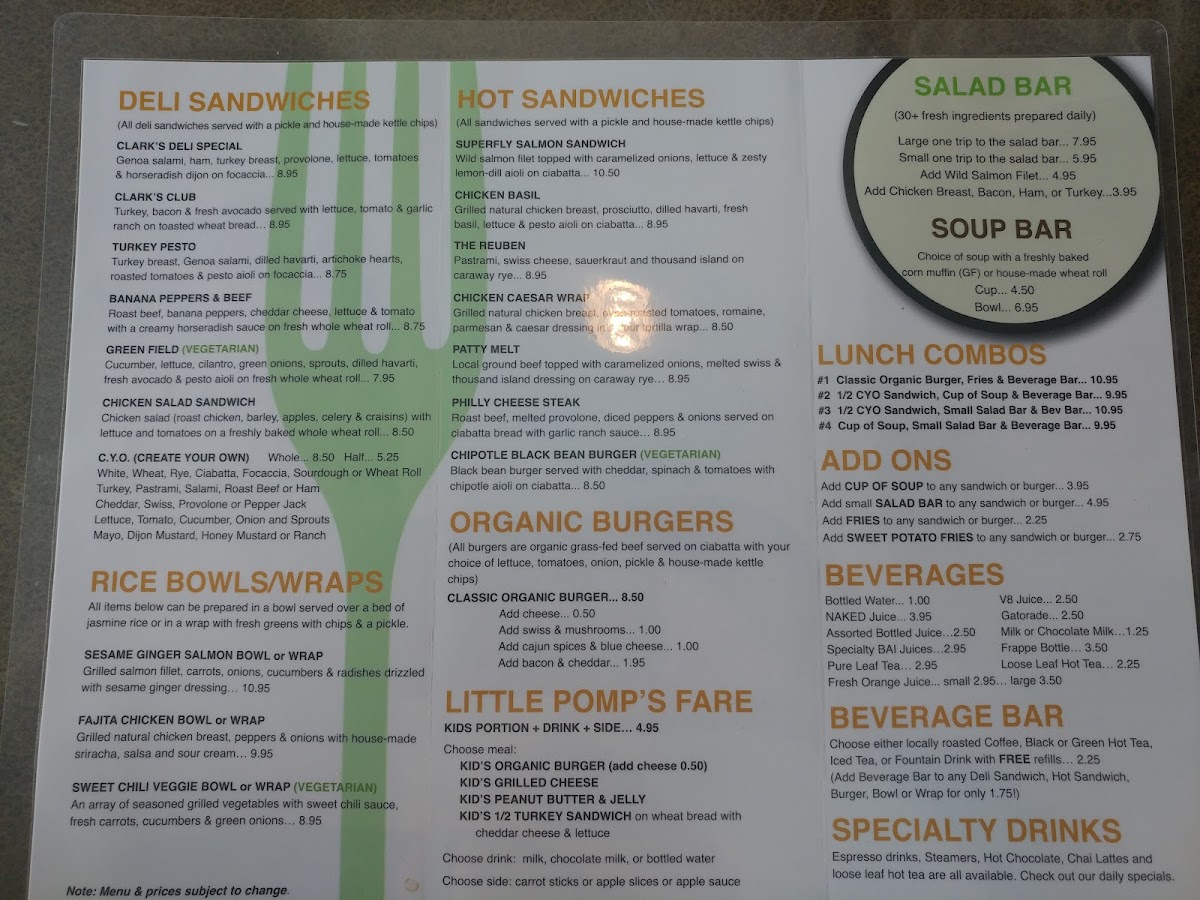 DELI SANDWICHES
(All deli sandwiches served with a pickle and house-made kettle chips)
CLARK'S DELI SPECIAL
Genoa salami, ham, turkey breast, provolone, lettuce, tomatoes
& horseradish dijon on focaccia... 8.95
CLARK'S CLUB
Turkey, bacon & fresh avocado served with lettuce, tomato & garlic
ranch on toasted wheat bread... 8.95
TURKEY PESTO
Turkey breast, Genoa salami, dilled havarti, artichoke hearts,
roasted tomatoes & pesto aioli on focaccia... 8.75
BANANA PEPPERS & BEEF
Roast beef, banana peppers, cheddar cheese, lettuce & tomato
with a creamy horseradish sauce on fresh whole wheat roll... 8.75
GREEN FIELD (VEGETARIAN)
Cucumber, lettuce, cilantro, green onions, sprouts, dilled havarti,
fresh avocado & pesto aioli on fresh whole wheat roll... 7.95
CHICKEN SALAD SANDWICH
Chicken salad (roast chicken, barley, apples, celery & craisins) with
lettuce and tomatoes on a freshly baked whole wheat roll... 8.50
C.Y.O. (CREATE YOUR OWN) Whole... 8.50 Half... 5.25
White, Wheat, Rye, Ciabatta, Focaccia, Sourdough or Wheat Roll
Turkey, Pastrami, Salami, Roast Beef or Ham
Cheddar, Swiss, Provolone or Pepper Jack
Lettuce, Tomato, Cucumber, Onion and Sprouts
Mayo, Dijon Mustard, Honey Mustard or Ranch
RICE BOWLS/WRAPS
All items below can be prepared in a bowl served over a bed of
jasmine rice or in a wrap with fresh greens with chips & a pickle.
SESAME GINGER SALMON BOWL or WRAP
Grilled salmon fillet, carrots, onions, cucumbers & radishes drizzled
with sesame ginger dressing... 10.95
FAJITA CHICKEN BOWL or WRAP
Grilled natural chicken breast, peppers & onions with house-made
sriracha, salsa and sour cream... 9.95
SWEET CHILI VEGGIE BOWL or WRAP (VEGETARIAN)
An array of seasoned grilled vegetables with sweet chili sauce,
fresh carrots, cucumbers & green onions... 8.95
Note: Menu & prices subject to change.
HOT SANDWICHES
(All sandwiches served with a pickle and house-made kettle chips)
SUPERFLY SALMON SANDWICH
Wild salmon filet topped with caramelized onions, lettuce & zesty
lemon-dill aioli on ciabatta... 10.50
CHICKEN BASIL
Grilled natural chicken breast, prosciutto, dilled havarti, fresh
basil, lettuce & pesto aioli on ciabatta... 8.95
THE REUBEN
Pastrami, swiss cheese, sauerkraut and thousand island on
caraway rye... 8.95
CHICKEN CAESAR WRAP
Grilled natural chicken breast, oven-roasted tomatoes, romaine,
parmesan & caesar dressing in a flour tortilla wrap... 8.50
PATTY MELT
Local ground beef topped with caramelized onions, melted swiss &
thousand island dressing on caraway rye... 8.95
PHILLY CHEESE STEAK
Roast beef, melted provolone, diced peppers & onions served on
ciabatta bread with garlic ranch sauce... 8.95
CHIPOTLE BLACK BEAN BURGER (VEGETARIAN)
Black bean burger served with cheddar, spinach & tomatoes with
chipotle aioli on ciabatta... 8.50
ORGANIC BURGERS
(All burgers are organic grass-fed beef served on ciabatta with your
choice of lettuce, tomatoes, onion, pickle & house-made kettle
chips)
CLASSIC ORGANIC BURGER... 8.50
Add cheese... 0.50
Add swiss & mushrooms... 1.00
Add cajun spices & blue cheese... 1.00
Add bacon & cheddar... 1.95
LITTLE POMP'S FARE
KIDS PORTION + DRINK + SIDE... 4.95
Choose meal:
KID'S ORGANIC BURGER (add cheese 0.50)
KID'S GRILLED CHEESE
KID'S PEANUT BUTTER & JELLY
KID'S 1/2 TURKEY SANDWICH on wheat bread with
cheddar cheese & lettuce
Choose drink: milk, chocolate milk, or bottled water
Choose side: carrot sticks or apple slices or apple sauce
SALAD BAR
(30+ fresh ingredients prepared daily)
Large one trip to the salad bar... 7.95
Small one trip to the salad bar... 5.95
Add Wild Salmon Filet... 4.95
Add Chicken Breast, Bacon, Ham, or Turkey...3.95
SOUP BAR
Choice of soup with a freshly baked
corn muffin (GF) or house-made wheat roll
Cup... 4.50
Bowl... 6.95
LUNCH COMBOS
#1 Classic Organic Burger, Fries & Beverage Bar... 10.95
#2 1/2 CYO Sandwich, Cup of Soup & Beverage Bar... 9.95
#3 1/2 CYO Sandwich, Small Salad Bar & Bev Bar... 10.95
#4 Cup of Soup, Small Salad Bar & Beverage Bar... 9.95
ADD ONS
Add CUP OF SOUP to any sandwich or burger... 3.95
Add small SALAD BAR to any sandwich or burger... 4.95
Add FRIES to any sandwich or burger... 2.25
Add SWEET POTATO FRIES to any sandwich or burger... 2.75
BEVERAGES
Bottled Water... 1.00 V8 Juice... 2.50
NAKED Juice... 3.95 Gatorade... 2.50
Assorted Bottled Juice...2.50 Milk or Chocolate Milk...1.25
Specialty BAI Juices...2.95 Frappe Bottle... 3.50
Pure Leaf Tea... 2.95 Loose Leaf Hot Tea... 2.25
Fresh Orange Juice... small 2.95... large 3.50
BEVERAGE BAR
Choose either locally roasted Coffee, Black or Green Hot Tea,
Iced Tea, or Fountain Drink with FREE refills... 2.25
(Add Beverage Bar to any Deli Sandwich, Hot Sandwich,
Burger, Bowl or Wrap for only 1.75!)
SPECIALTY DRINKS
Espresso drinks, Steamers, Hot Chocolate, Chai Lattes and
loose leaf hot tea are all available. Check out our daily specials.